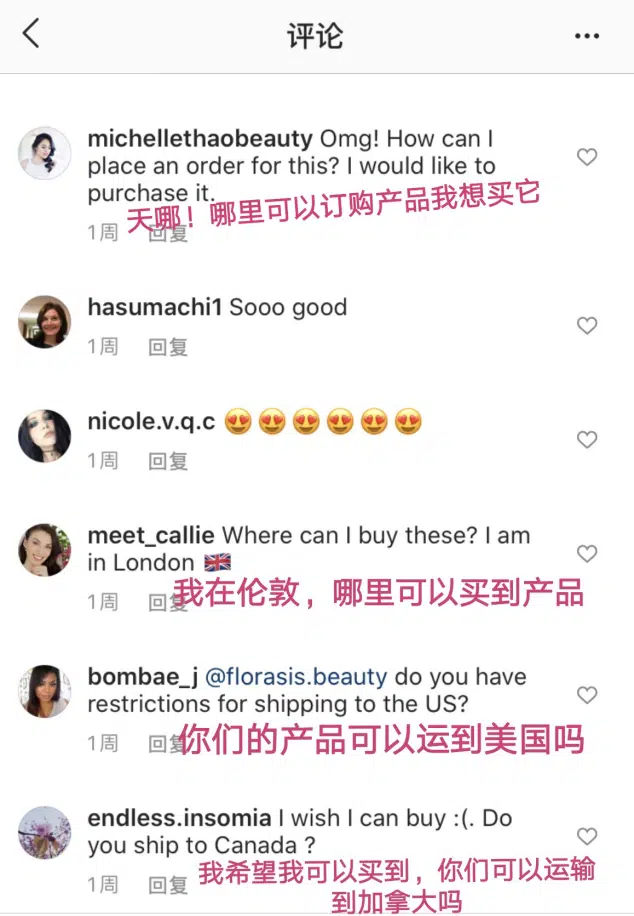 评论
michellethaobeauty Omg! How can I
place an order for this? I would like to
purchase it.
天哪！哪里可以订购产品我想买它
1周 回复
hasumachi1 Sooo good
1周 回复
nicole.v.q.c 😍😍😍😍😍😍
1周 回复
meet_callie Where can I buy these? I am
in London 🇬🇧
我在伦敦，哪里可以买到产品
1周 回复
bombae_j @florasis.beauty do you have
restrictions for shipping to the US?
你们的产品可以运到美国吗
1周 回复
endless.insomia I wish I can buy :(. Do
you ship to Canada ?
我希望我可以买到，你们可以运输
到加拿大吗
1周 回复